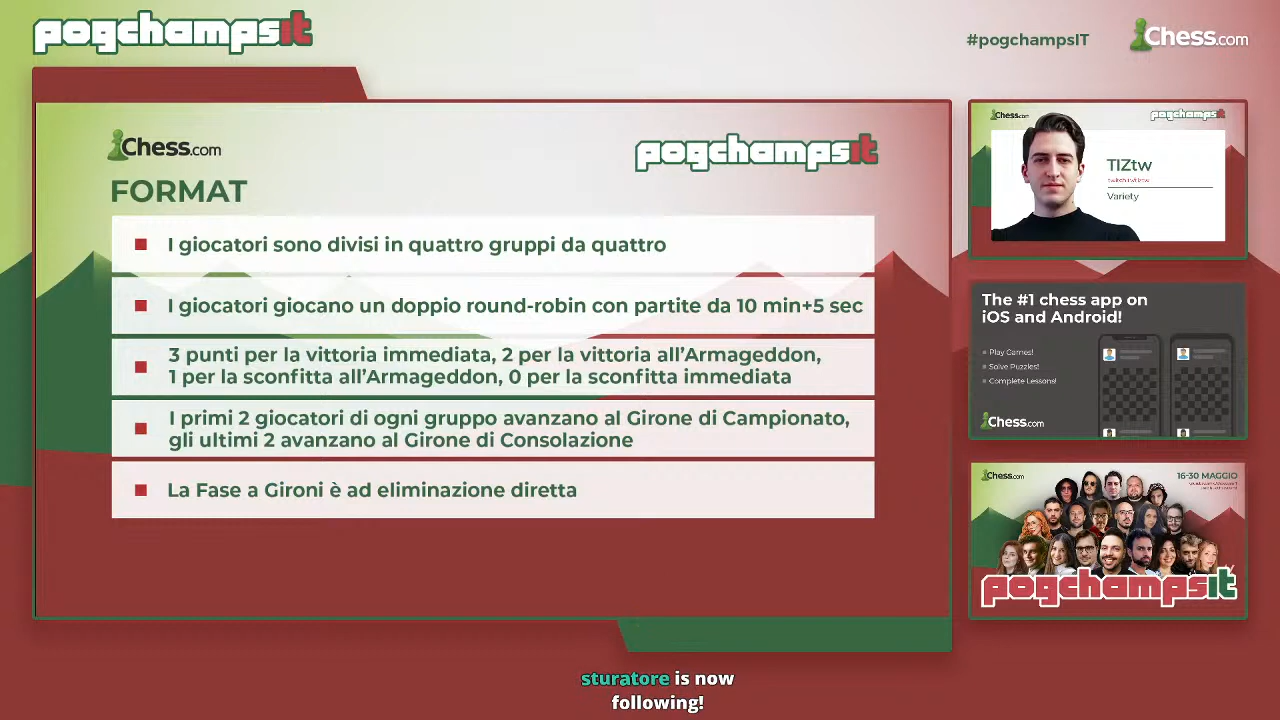 pogchampsit
#pogchampsIT
Chess.com
Chess.com
pogchampsit
FORMAT
I giocatori sono divisi in quattro gruppi da quattro
I giocatori giocano un doppio round-robin con partite da 10 min+5 sec
3 punti per la vittoria immediata, 2 per la vittoria all'Armageddon,
1 per la sconfitta all'Armageddon, 0 per la sconfitta immediata
I primi 2 giocatori di ogni gruppo avanzano al Girone di Campionato,
gli ultimi 2 avanzano al Girone di Consolazione
La Fase a Gironi è ad eliminazione diretta
Chess.com
pogchampsit
TIZtw
Variety
The #1 chess app on
iOS and Android!
Play Games!
Solve Puzzles!
Complete Lessons!
Chess.com
Chess.com
16-30 MAGGIO
pogchampsit
sturatore is now
following!